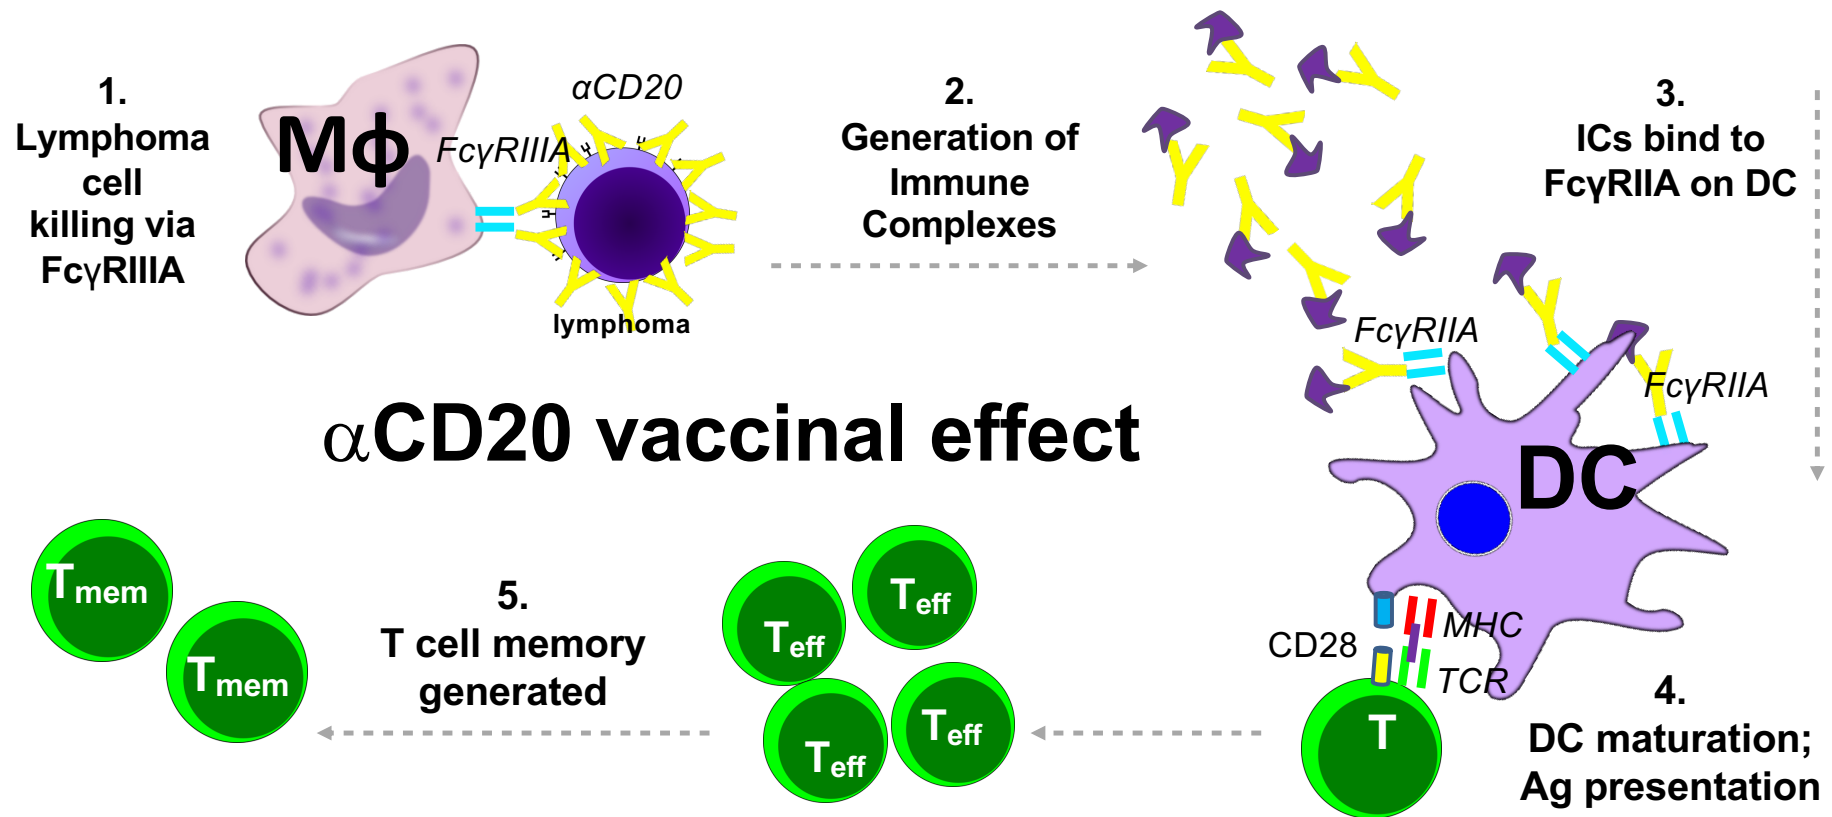 1.
Lymphoma
cell
killing via
FcγRIIIA
Mϕ
FcγRIIIA
αCD20
lymphoma
2.
Generation of
Immune
Complexes
3.
ICs bind to
FcγRIIA on DC
FcγRIIA
FcγRIIA
DC
αCD20 vaccinal effect
CD28
MHC
TCR
T
4.
DC maturation;
Ag presentation
Teff
Teff
Teff
Teff
5.
T cell memory
generated
Tmem
Tmem